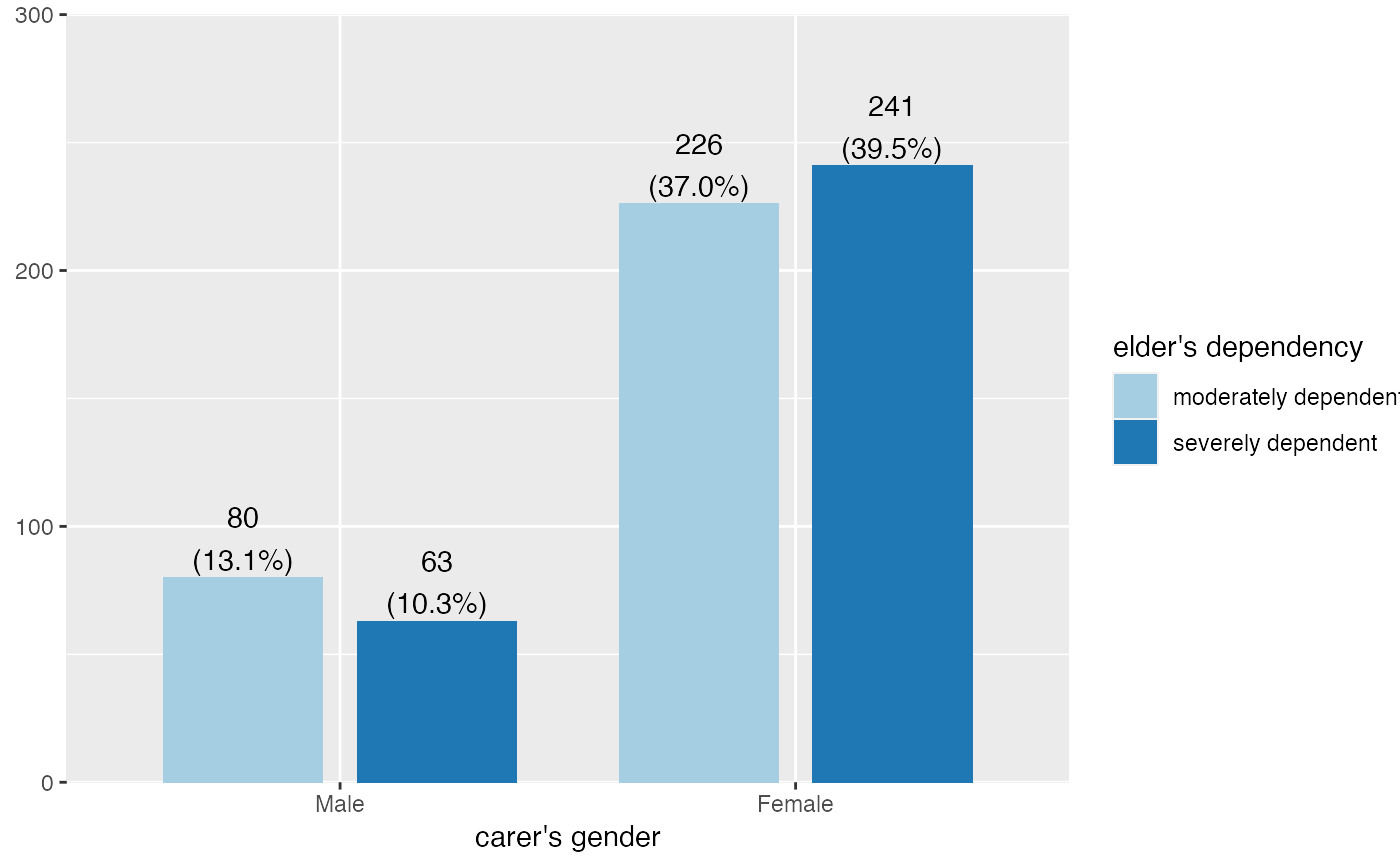 300
200
100
0
80
(13.1%)
63
(10.3%)
226
(37.0%)
241
(39.5%)
Male
Female
carer's gender
elder's dependency
moderately dependent
severely dependent